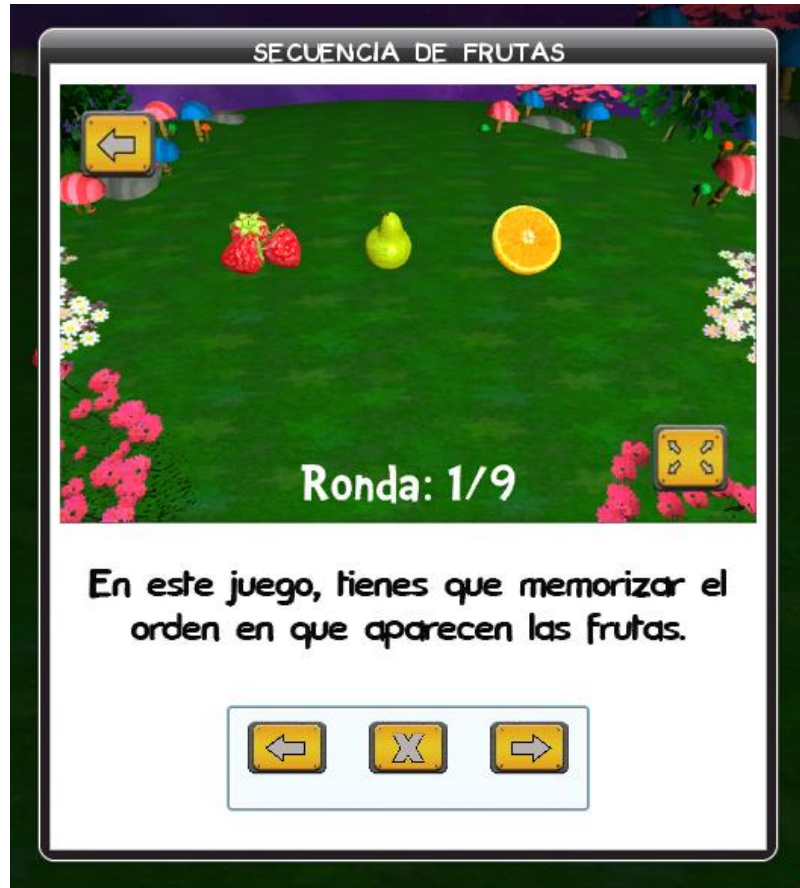 SECUENCIA DE FRUTAS
Ronda: 1/9
En este juego, tienes que memorizar el
orden en que aparecen las frutas.
X